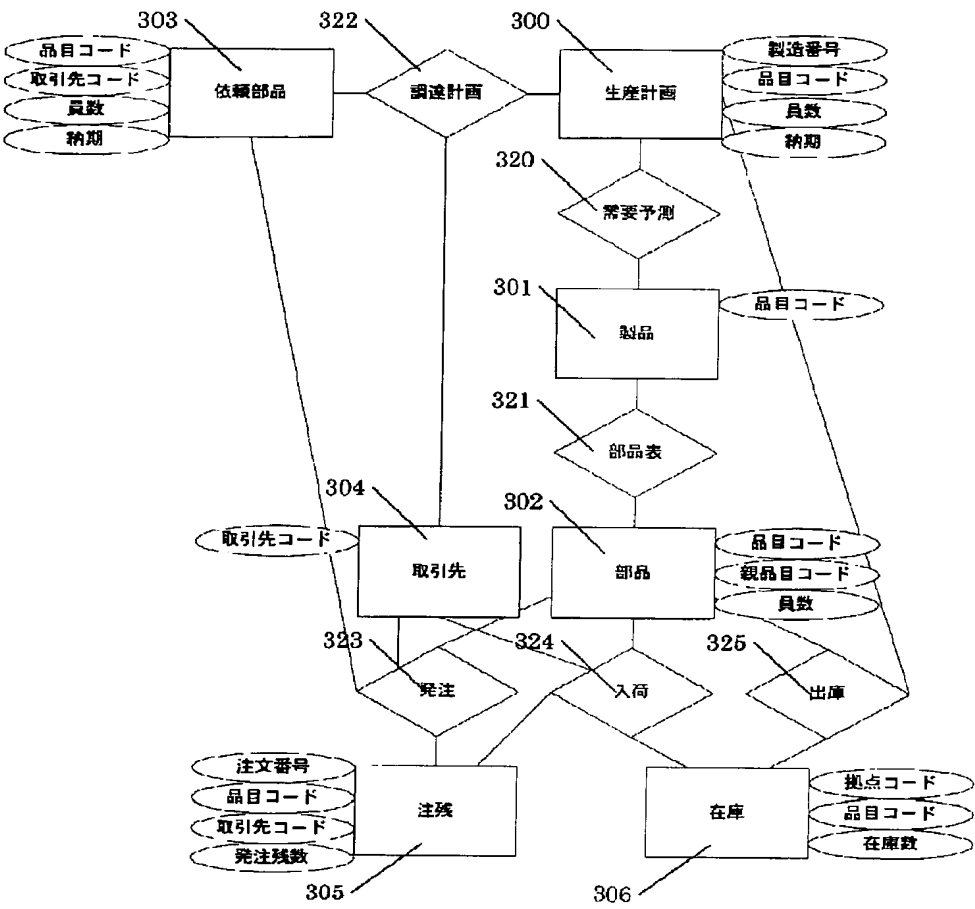 303
322
300
品目コード
取引先コード
員数
納期
依頼部品
調達計画
生産計画
製造番号
品目コード
員数
納期
320
需要予測
301
製品
品目コード
321
部品表
304
302
取引先コード
取引先
部品
品目コード
親品目コード
員数
323
324
325
発注
入荷
出庫
注文番号
品目コード
取引先コード
発注残数
注残
在庫
拠点コード
品目コード
在庫数
305
306